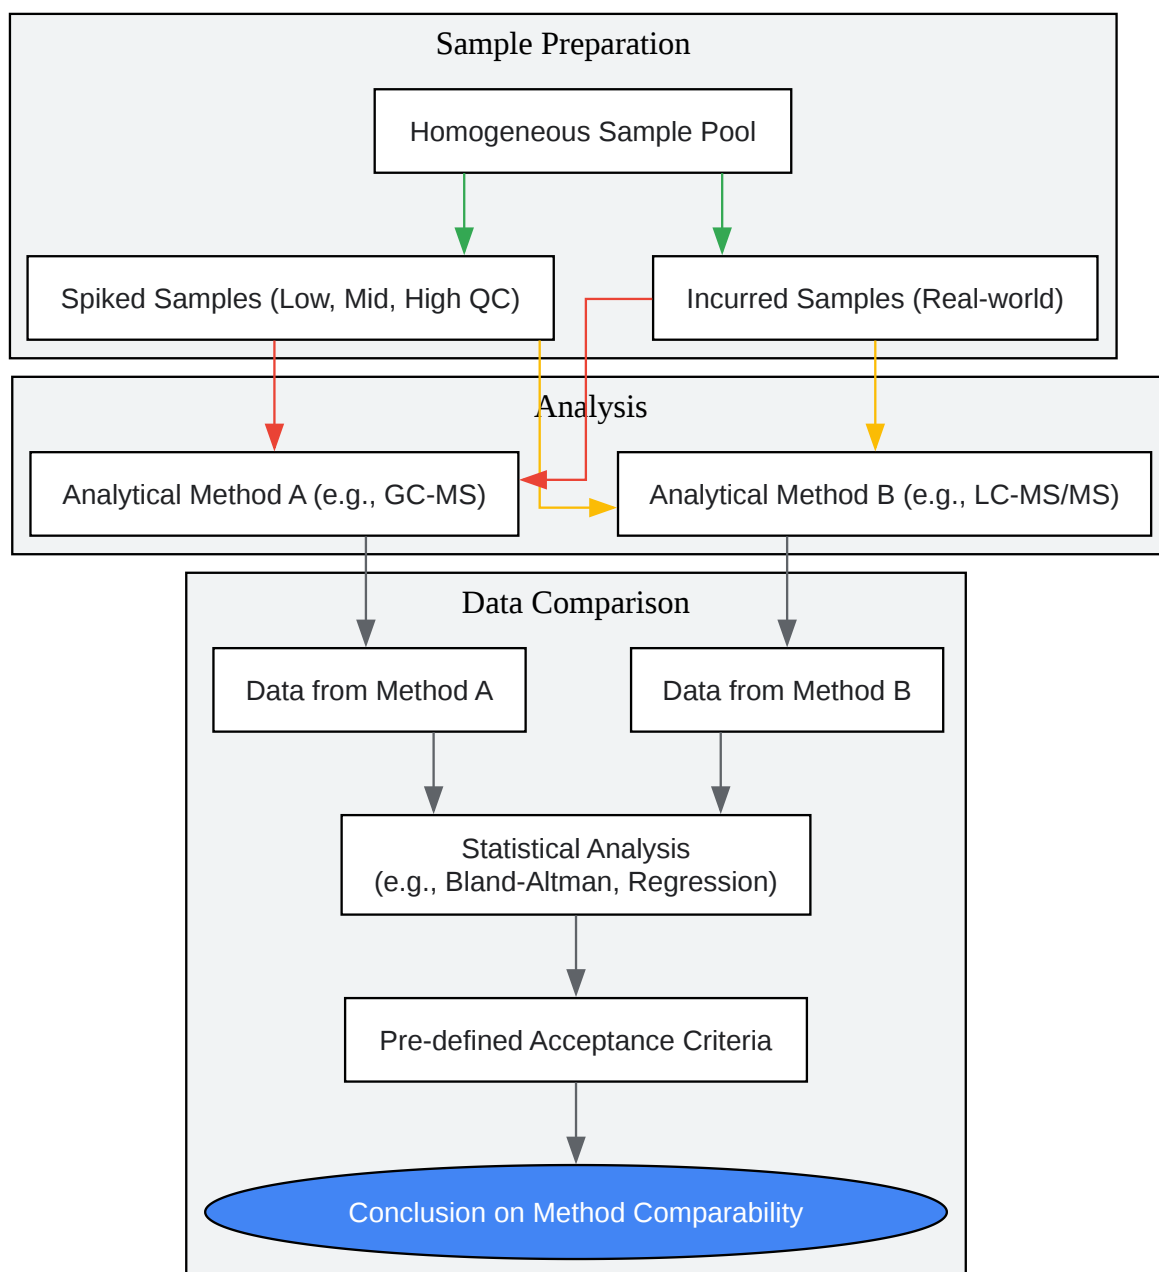 Sample Preparation
Homogeneous Sample Pool
Spiked Samples (Low, Mid, High QC)
Incurred Samples (Real-world)
Analysis
Analytical Method A (e.g., GC-MS)
Analytical Method B (e.g., LC-MS/MS)
Data Comparison
Data from Method A
Data from Method B
Statistical Analysis
(e.g., Bland-Altman, Regression)
Pre-defined Acceptance Criteria
Conclusion on Method Comparability